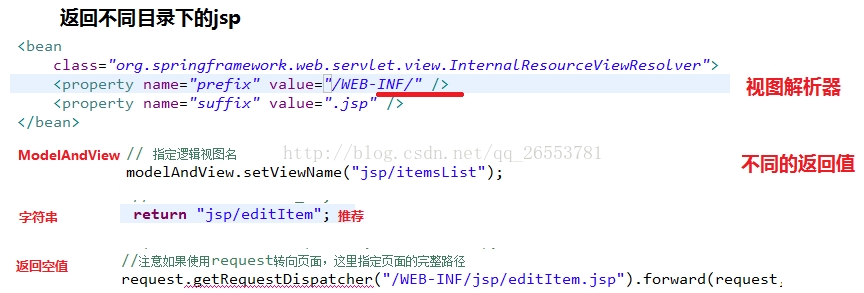 返回不同目录下的jsp
<bean
class="org.springframework.web.servlet.view.InternalResourceViewResolver">
<property name="prefix" value="/WEB-INF/" />
视图解析器
<property name="suffix" value=".jsp" />
</bean>
ModelAndView // 指定逻辑视图名
http://blog.csdn.net/qq_26553781
modelAndView.setViewName("jsp/itemsList");
不同的返回值
字符串 return "jsp/editItem"; 推荐
返回空值 //注意如果使用request转向页面，这里指定页面的完整路径
request.getRequestDispatcher("/WEB-INF/jsp/editItem.jsp").forward(request,